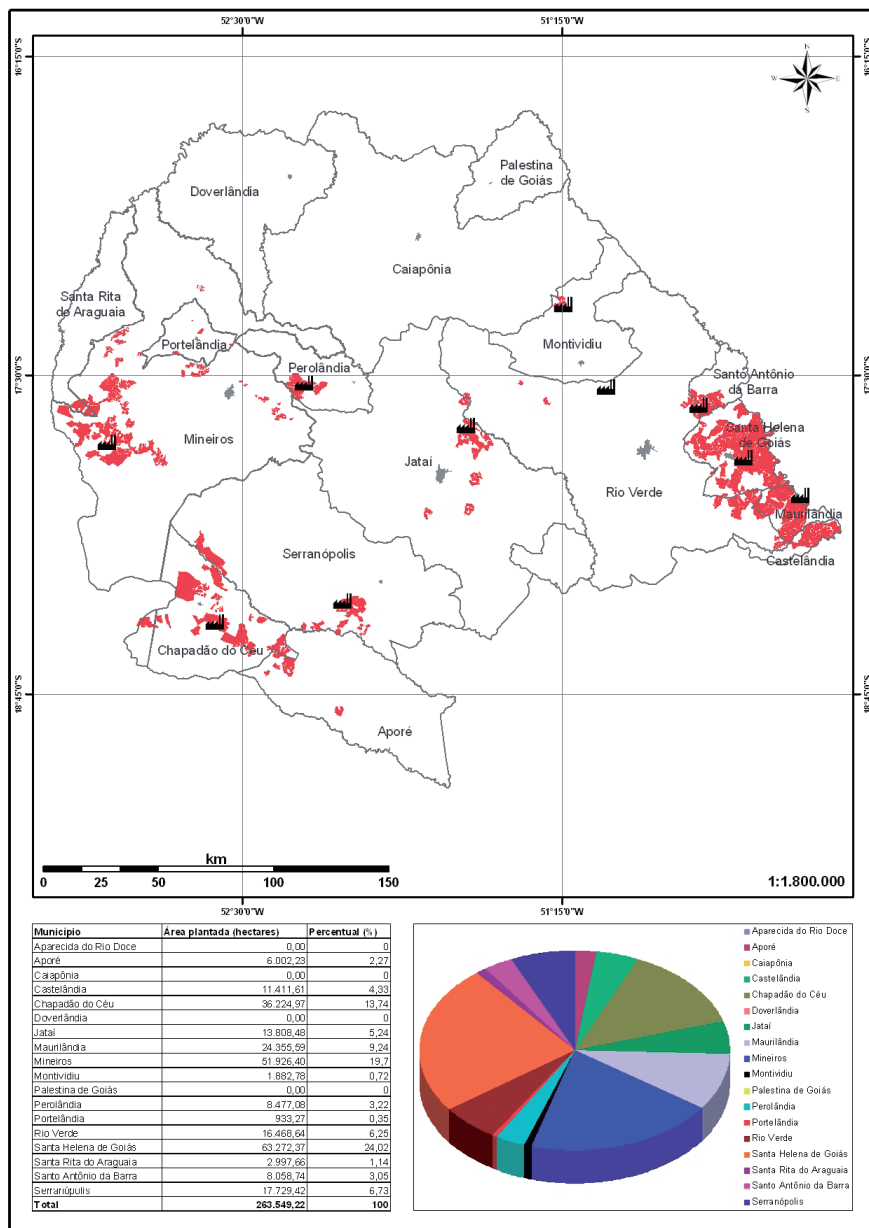 52°30'0"W 51°15'0"W
16°15'0"S 16°15'0"S
N
W E
S
Palestina
de Goiás
Doverlândia
Caiapônia
Santa Rita
do Araguaia
Portelândia
Montividiu
Perolândia
17°30'0"S 17°30'0"S
Santo Antônio
da Barra
Santa Helena
de Goiás
Mineiros
Jataí
Rio Verde
Maurilândia
Serranópolis
Castelândia
Chapadão do Céu
18°45'0"S 18°45'0"S
Aporé
km
0 25 50 100 150
1:1.800.000
52°30'0"W 51°15'0"W
Município Área plantada (hectares) Percentual (%)
Aparecida do Rio Doce 0,00 0
Aporé 6.002,23 2,27
Caiapônia 0,00 0
Castelândia 11.411,61 4,33
Chapadão do Céu 36.224,97 13,74
Doverlândia 0,00 0
Jataí 13.808,48 5,24
Maurilândia 24.355,59 9,24
Mineiros 51.926,40 19,7
Montividiu 1.882,78 0,72
Palestina de Goiás 0,00 0
Perolândia 8.477,08 3,22
Portelândia 933,27 0,35
Rio Verde 16.468,64 6,25
Santa Helena de Goiás 63.272,37 24,02
Santa Rita do Araguaia 2.997,66 1,14
Santo Antônio da Barra 8.058,74 3,05
Serranópulis 17.729,42 6,73
Total 263.549,22 100
Aparecida do Rio Doce
Aporé
Caiapônia
Castelândia
Chapadão do Céu
Doverlândia
Jataí
Maurilândia
Mineiros
Montividiu
Palestina de Goiás
Perolândia
Portelândia
Rio Verde
Santa Helena de Goiás
Santa Rita do Araguaia
Santo Antônio da Barra
Serranópolis